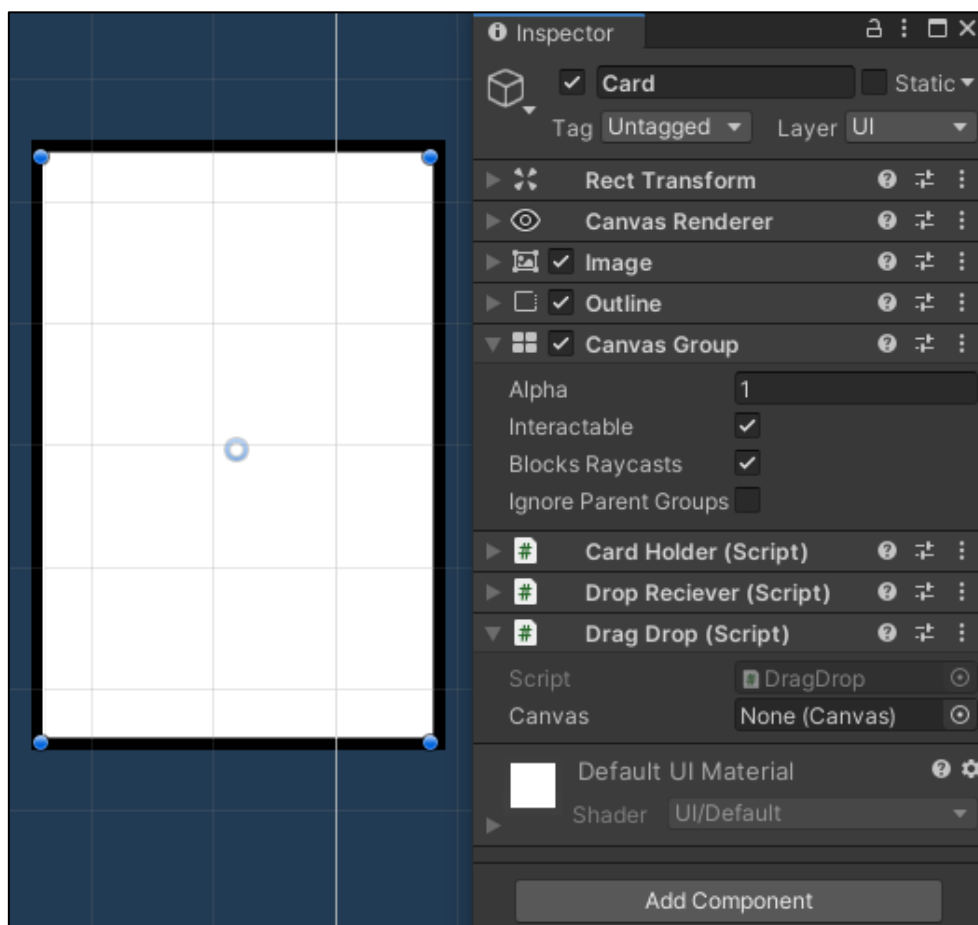 Inspector
Card
Static
Tag Untagged Layer UI
Rect Transform
Canvas Renderer
Image
Outline
Canvas Group
Alpha 1
Interactable
Blocks Raycasts
Ignore Parent Groups
# Card Holder (Script)
# Drop Reciever (Script)
# Drag Drop (Script)
Script # DragDrop
Canvas None (Canvas)
Default UI Material
Shader UI/Default
Add Component